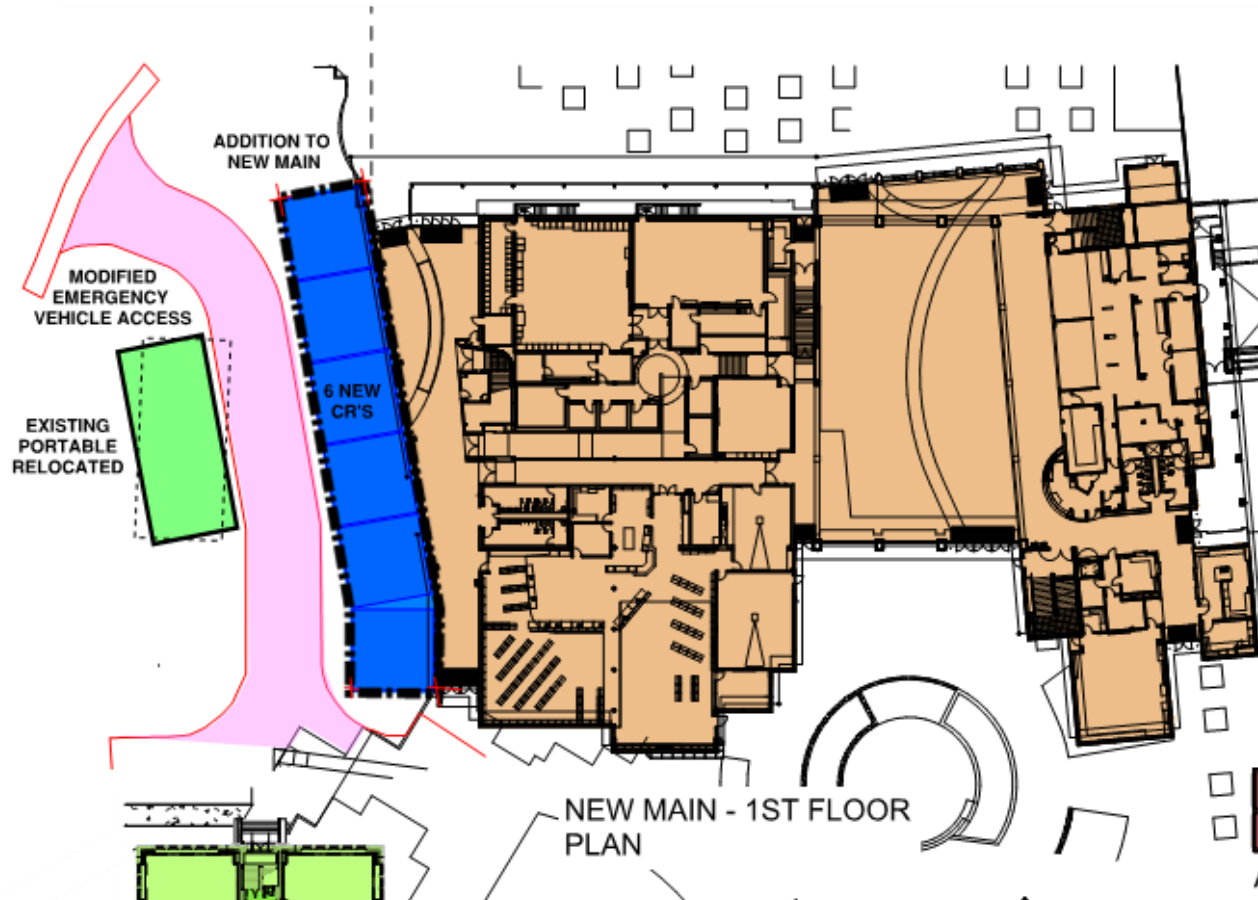 ADDITION TO
NEW MAIN
MODIFIED
EMERGENCY
VEHICLE ACCESS
6 NEW
CR'S
EXISTING
PORTABLE
RELOCATED
NEW MAIN - 1ST FLOOR
PLAN